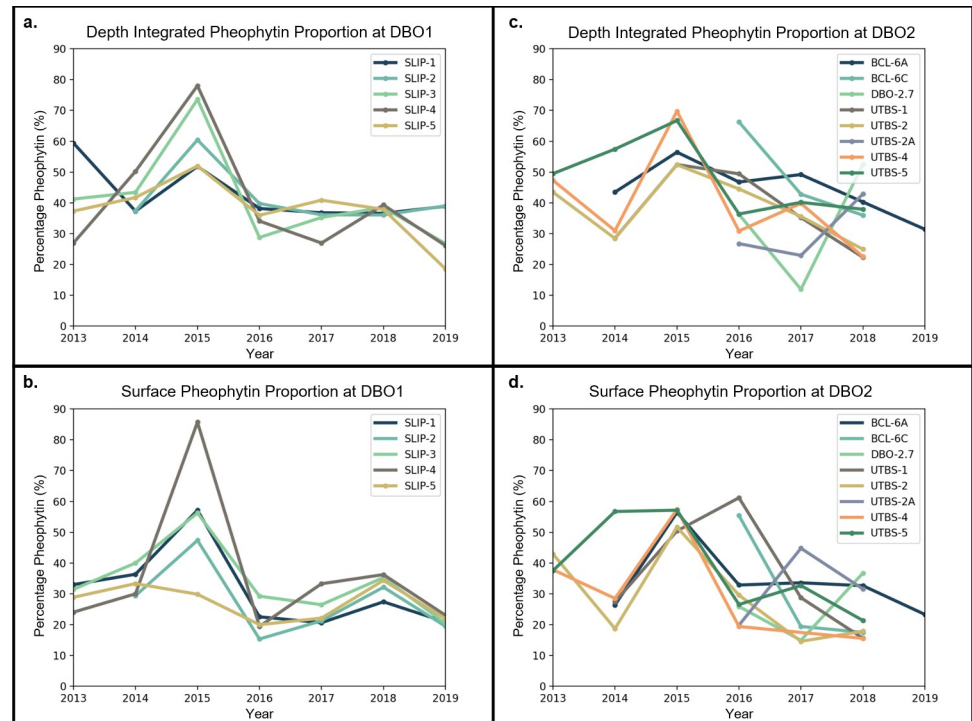 a.
Depth Integrated Pheophytin Proportion at DBO1
90
80
70
60
50
40
30
20
10
0
Percentage Pheophytin (%)
SLIP-1
SLIP-2
SLIP-3
SLIP-4
SLIP-5
2013 2014 2015 2016 2017 2018 2019
Year
c.
Depth Integrated Pheophytin Proportion at DBO2
90
80
70
60
50
40
30
20
10
0
Percentage Pheophytin (%)
BCL-6A
BCL-6C
DBO-2.7
UTBS-1
UTBS-2
UTBS-2A
UTBS-4
UTBS-5
2013 2014 2015 2016 2017 2018 2019
Year
b.
Surface Pheophytin Proportion at DBO1
90
80
70
60
50
40
30
20
10
0
Percentage Pheophytin (%)
SLIP-1
SLIP-2
SLIP-3
SLIP-4
SLIP-5
2013 2014 2015 2016 2017 2018 2019
Year
d.
Surface Pheophytin Proportion at DBO2
90
80
70
60
50
40
30
20
10
0
Percentage Pheophytin (%)
BCL-6A
BCL-6C
DBO-2.7
UTBS-1
UTBS-2
UTBS-2A
UTBS-4
UTBS-5
2013 2014 2015 2016 2017 2018 2019
Year